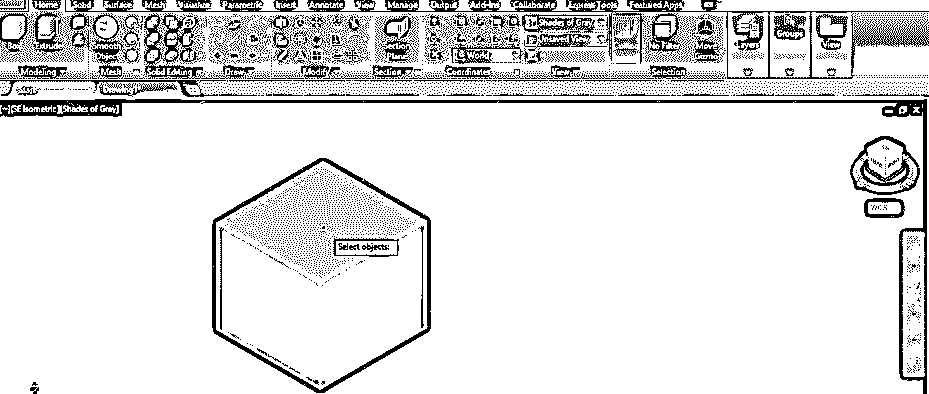 Home Solid Surface Mesh Visualize Parametric Insert Annotate View Manage Output Add-ins Collaborate Express Tools Featured Apps
Shades of Gray
Box Extrude Smooth Section No Filter Move Layers Groups View
Unsaved View
Object Plane Gizmo
World
Modeling Mesh Solid Editing Draw Modify Section Coordinates View Selection
[-][SE Isometric][Shades of Gray]
WCS
Select objects: